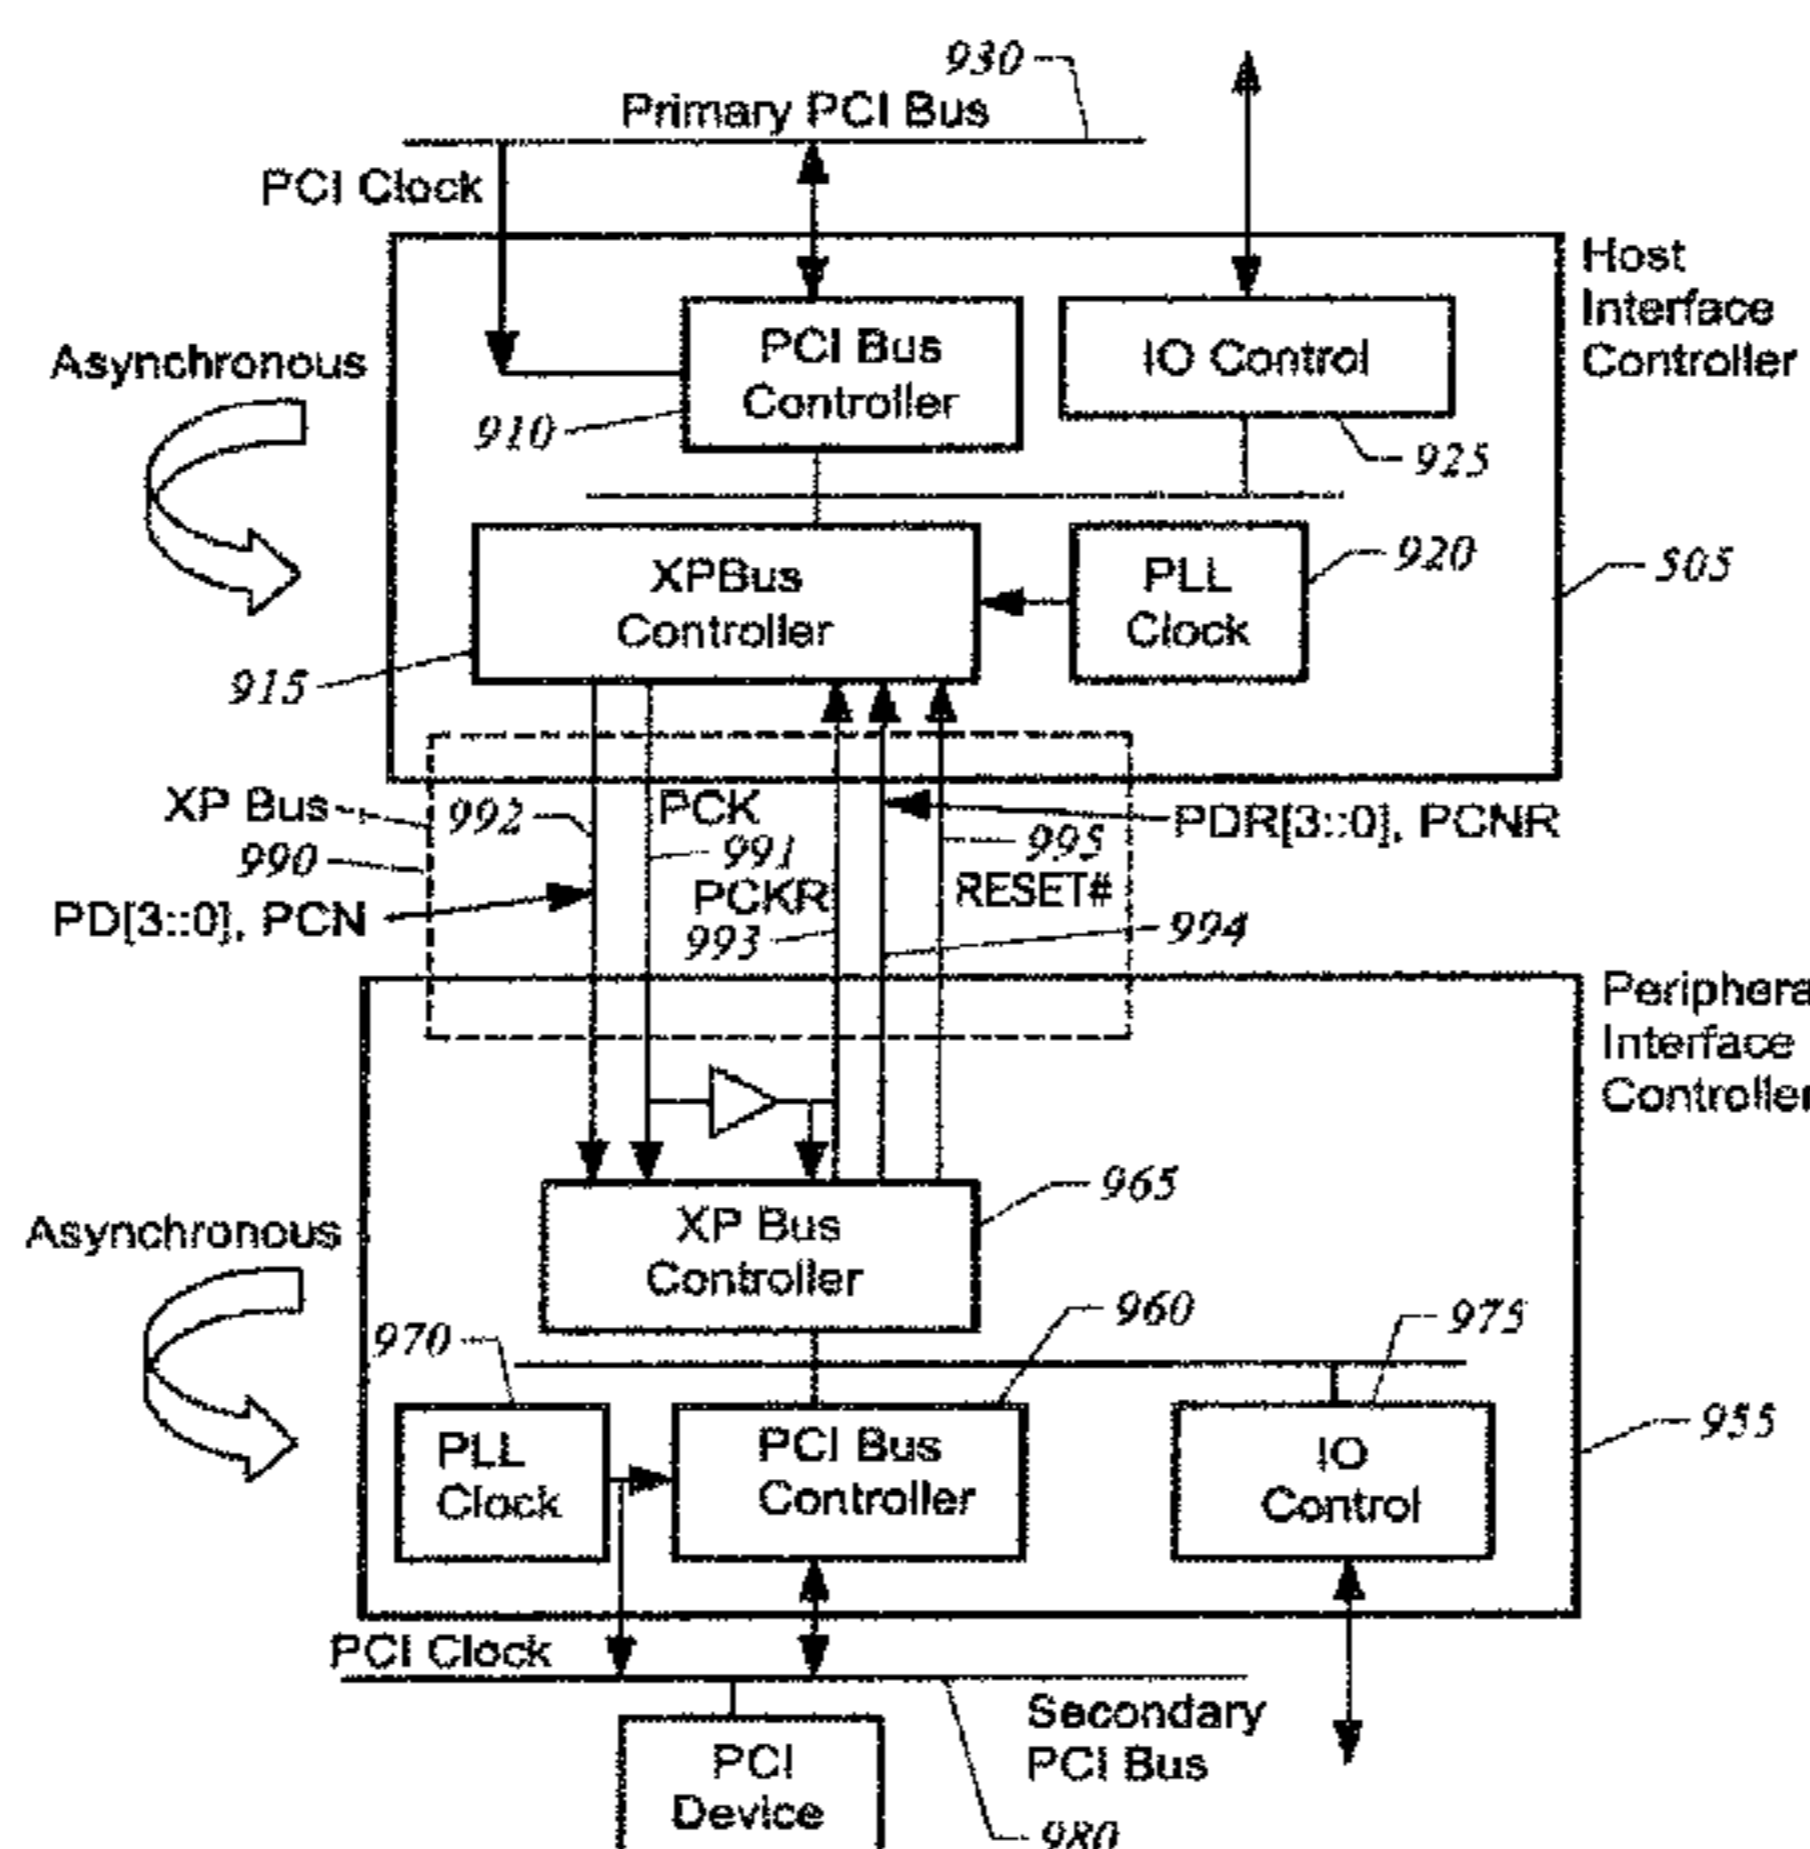 930
Primary PCI Bus
PCI Clock
Host
Interface
Controller
Asynchronous
PCI Bus
Controller
910
IO Control
925
XPBus
Controller
PLL
Clock
920
505
915
XP Bus
990
992
PCK
991
PDR[3::0], PCNR
995
PD[3::0], PCN
PCKR
993
RESET#
994
Periphera
Interface
Controller
965
XP Bus
Controller
Asynchronous
970
960
975
PLL
Clock
PCI Bus
Controller
IO
Control
955
PCI Clock
Secondary
PCI Bus
PCI
Device
980